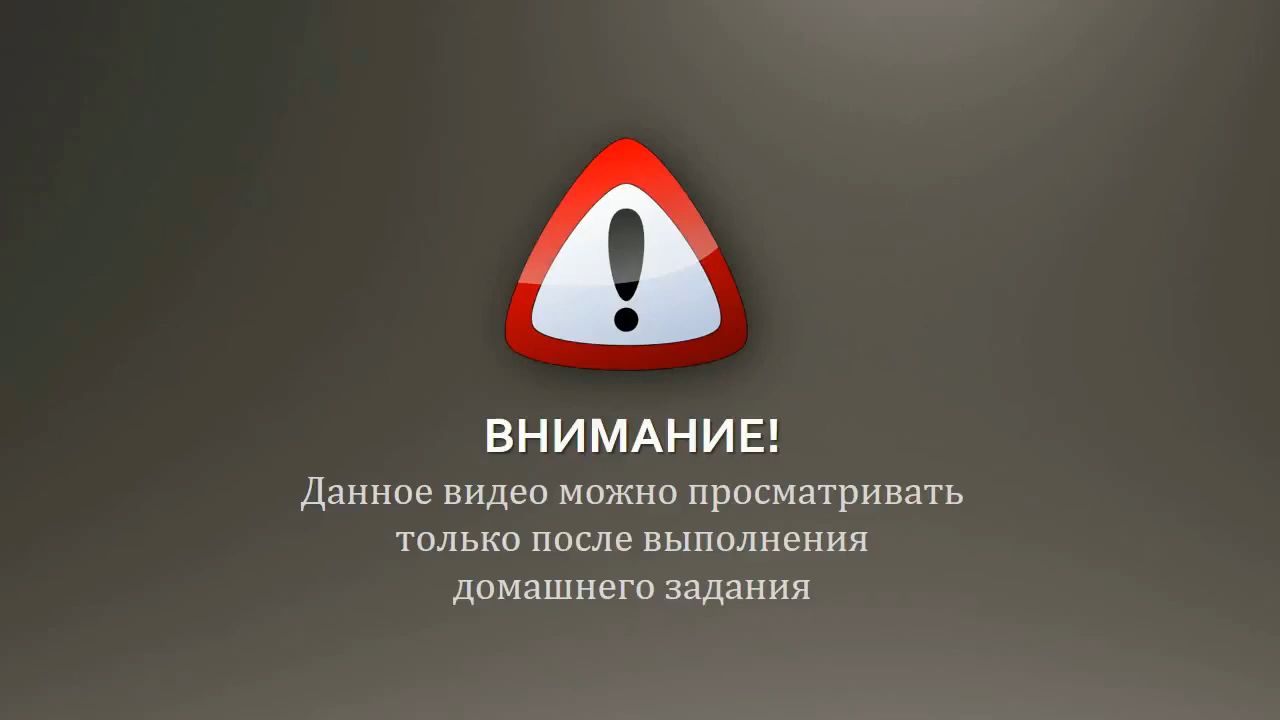 ВНИМАНИЕ!
Данное видео можно просматривать
только после выполнения
домашнего задания